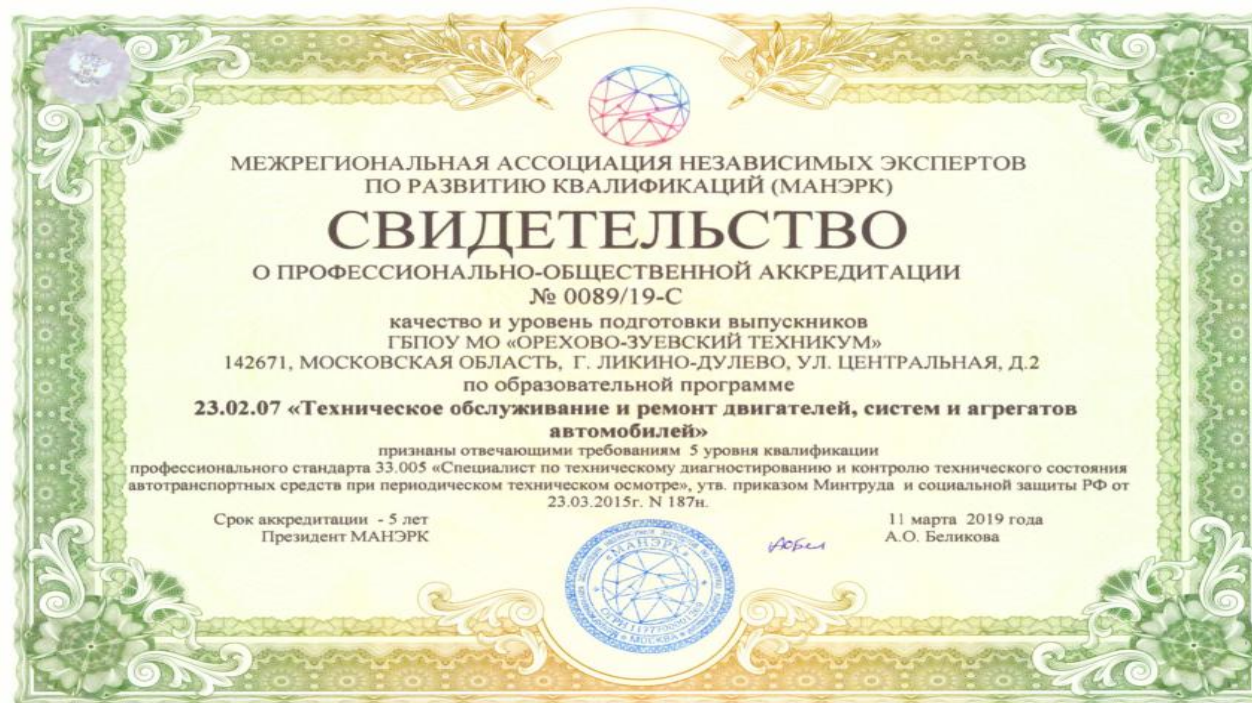 МЕЖРЕГИОНАЛЬНАЯ АССОЦИАЦИЯ НЕЗАВИСИМЫХ ЭКСПЕРТОВ
ПО РАЗВИТИЮ КВАЛИФИКАЦИЙ (МАНЭРК)
СВИДЕТЕЛЬСТВО
О ПРОФЕССИОНАЛЬНО-ОБЩЕСТВЕННОЙ АККРЕДИТАЦИИ
№ 0089/19-С
качество и уровень подготовки выпускников
ГБПОУ МО «ОРЕХОВО-ЗУЕВСКИЙ ТЕХНИКУМ»
142671, МОСКОВСКАЯ ОБЛАСТЬ, Г. ЛИКИНО-ДУЛЕВО, УЛ. ЦЕНТРАЛЬНАЯ, Д.2
по образовательной программе
23.02.07 «Техническое обслуживание и ремонт двигателей, систем и агрегатов
автомобилей»
признаны отвечающими требованиям 5 уровня квалификации
профессионального стандарта 33.005 «Специалист по техническому диагностированию и контролю технического состояния
автотранспортных средств при периодическом техническом осмотре», утв. приказом Минтруда и социальной защиты РФ от
23.03.2015г. N 187н.
Срок аккредитации - 5 лет
Президент МАНЭРК
11 марта 2019 года
А.О. Беликова
«МАНЭРК»
МОСКВА